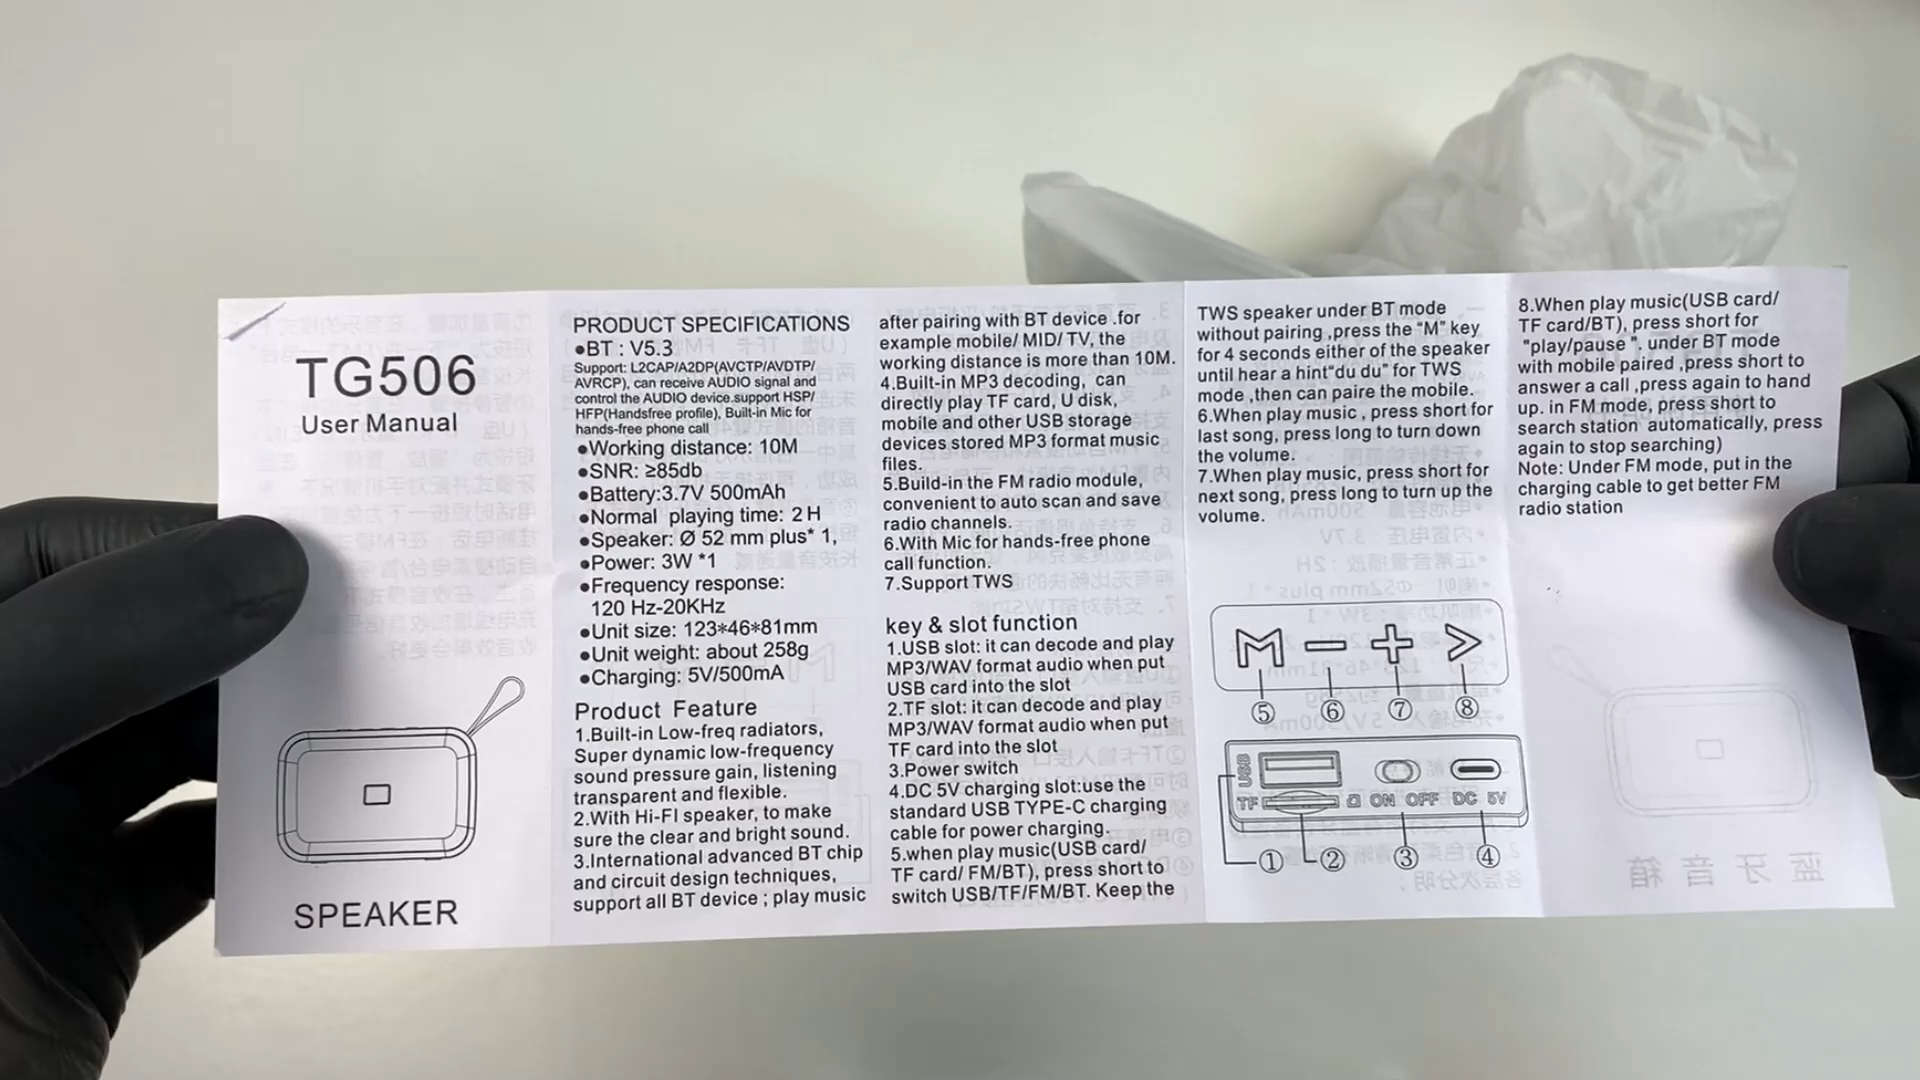 TG506
User Manual
SPEAKER
PRODUCT SPECIFICATIONS
●BT : V5.3
Support: L2CAP/A2DP(AVCTP/AVDTP/
AVRCP), can receive AUDIO signal and
control the AUDIO device.support HSP/
HFP(Handsfree profile), Built-in Mic for
hands-free phone call
●Working distance: 10M
●SNR: ≥85db
●Battery:3.7V 500mAh
●Normal playing time: 2 H
●Speaker: Ø 52 mm plus* 1,
●Power: 3W *1
●Frequency response:
120 Hz-20KHz
●Unit size: 123*46*81mm
●Unit weight: about 258g
●Charging: 5V/500mA
Product Feature
1.Built-in Low-freq radiators,
Super dynamic low-frequency
sound pressure gain, listening
transparent and flexible.
2.With Hi-FI speaker, to make
sure the clear and bright sound.
3.International advanced BT chip
and circuit design techniques,
support all BT device ; play music
after pairing with BT device .for
example mobile/ MID/ TV, the
working distance is more than 10M.
4.Built-in MP3 decoding, can
directly play TF card, U disk,
mobile and other USB storage
devices stored MP3 format music
files.
5.Build-in the FM radio module,
convenient to auto scan and save
radio channels.
6.With Mic for hands-free phone
call function.
7.Support TWS
key & slot function
1.USB slot: it can decode and play
MP3/WAV format audio when put
USB card into the slot
2.TF slot: it can decode and play
MP3/WAV format audio when put
TF card into the slot
3.Power switch
4.DC 5V charging slot:use the
standard USB TYPE-C charging
cable for power charging.
5.when play music(USB card/
TF card/ FM/BT), press short to
switch USB/TF/FM/BT. Keep the
TWS speaker under BT mode
without pairing ,press the “M” key
for 4 seconds either of the speaker
until hear a hint“du du” for TWS
mode ,then can paire the mobile.
6.When play music , press short for
last song, press long to turn down
the volume.
7.When play music, press short for
next song, press long to turn up the
volume.
M − + >
⑤ ⑥ ⑦ ⑧
USB
TF ON OFF DC 5V
① ② ③ ④
8.When play music(USB card/
TF card/BT), press short for
"play/pause ". under BT mode
with mobile paired ,press short to
answer a call ,press again to hand
up. in FM mode, press short to
search station automatically, press
again to stop searching)
Note: Under FM mode, put in the
charging cable to get better FM
radio station